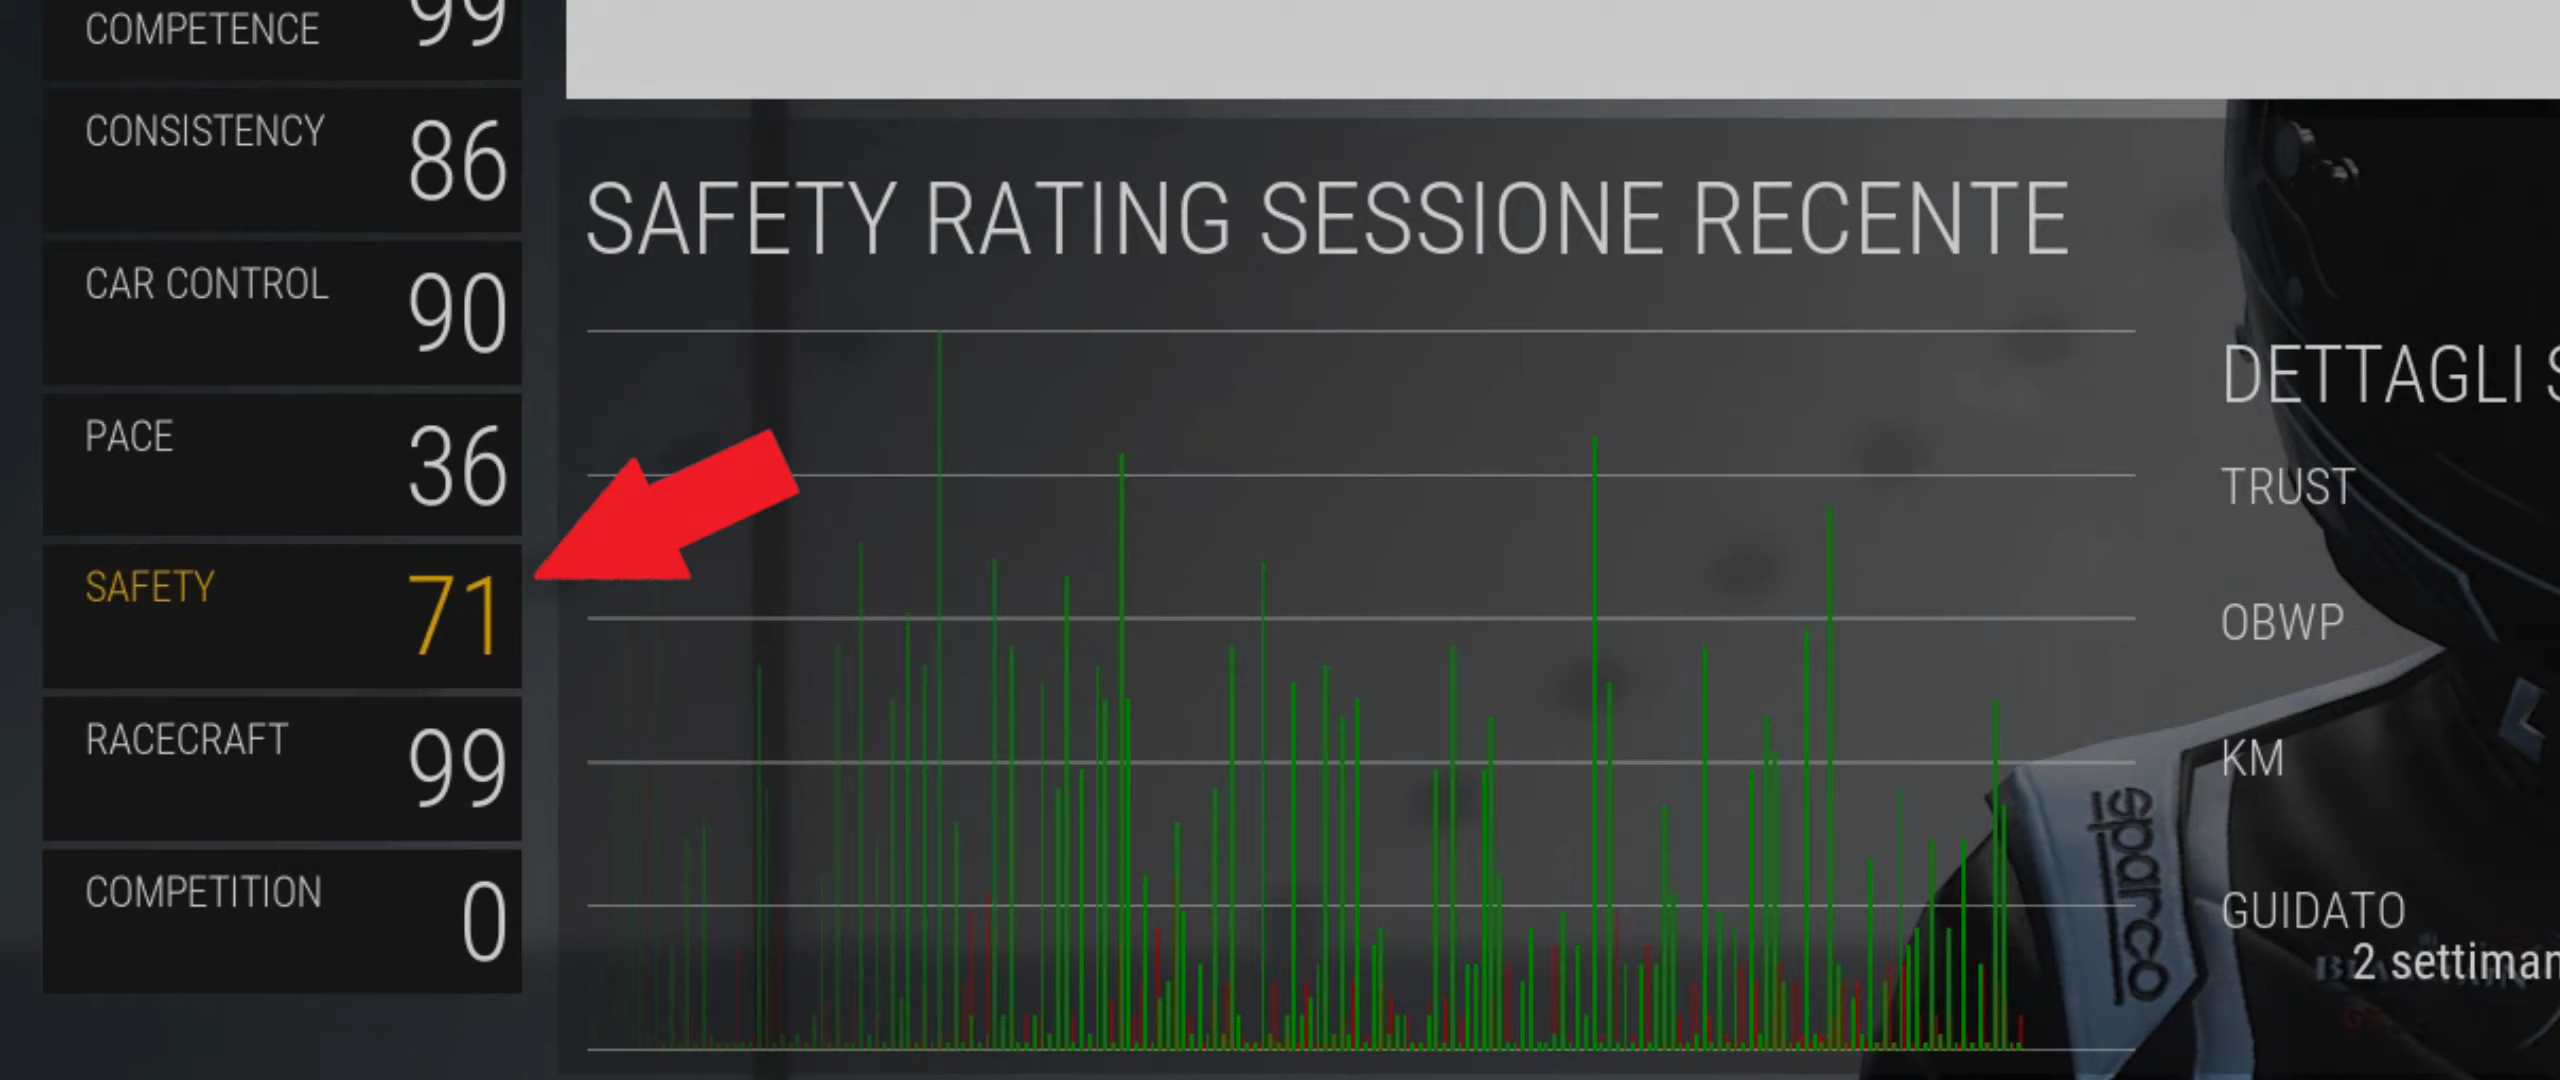 COMPETENCE 99
CONSISTENCY 86
CAR CONTROL 90
PACE 36
SAFETY 71
RACECRAFT 99
COMPETITION 0
SAFETY RATING SESSIONE RECENTE
DETTAGLI
TRUST
OBWP
KM
GUIDATO
2
sparco